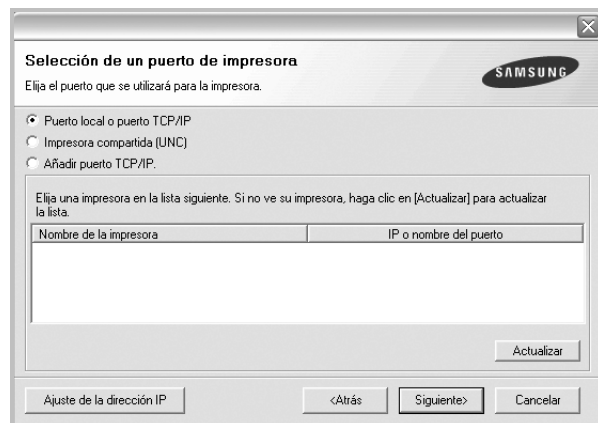 Selección de un puerto de impresora
Elija el puerto que se utilizará para la impresora.
SAMSUNG
Puerto local o puerto TCP/IP
Impresora compartida (UNC)
Añadir puerto TCP/IP.
Elija una impresora en la lista siguiente. Si no ve su impresora, haga clic en [Actualizar] para actualizar
la lista.
Nombre de la impresora IP o nombre del puerto
Actualizar
Ajuste de la dirección IP <Atrás Siguiente> Cancelar